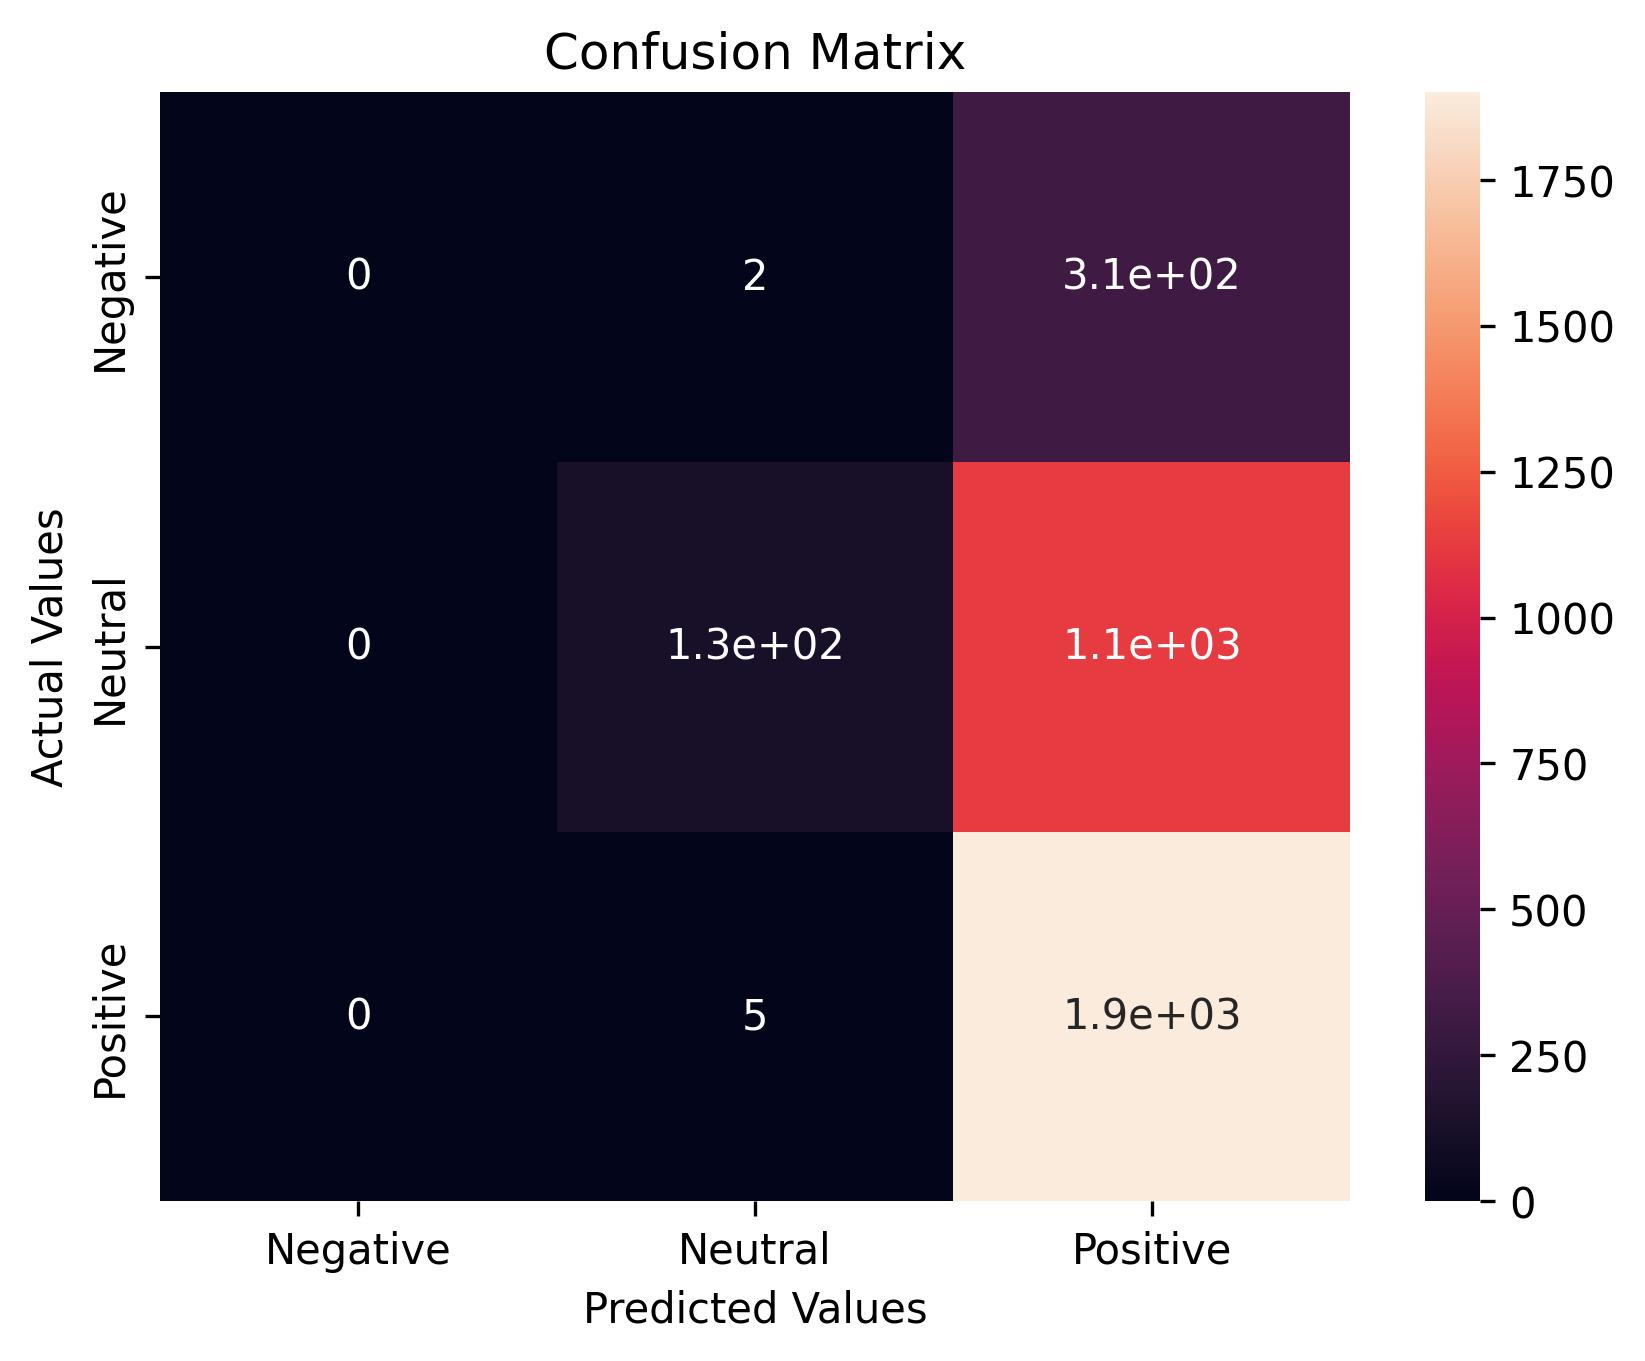 Confusion Matrix
Actual Values
Negative
0
2
3.1e+02
Neutral
0
1.3e+02
1.1e+03
Positive
0
5
1.9e+03
Negative
Neutral
Positive
Predicted Values
1750
1500
1250
1000
750
500
250
0